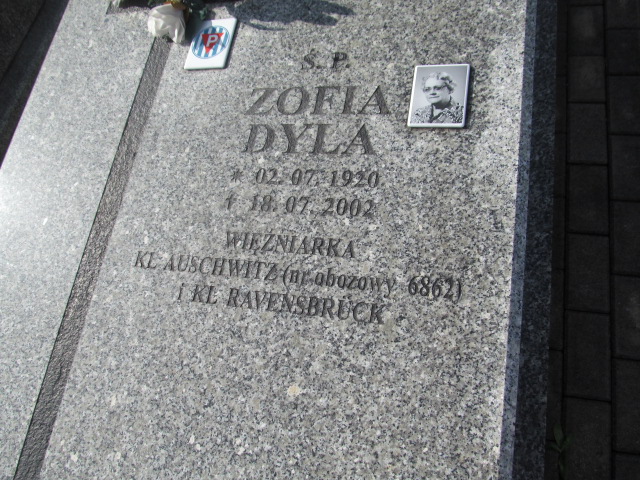 P
Ś.P.
ZOFIA
DYLA
* 02. 07. 1920
† 18. 07. 2002
WIĘŹNIARKA
KL AUSCHWITZ (nr obozowy 6862)
i KL RAVENSBRÜCK